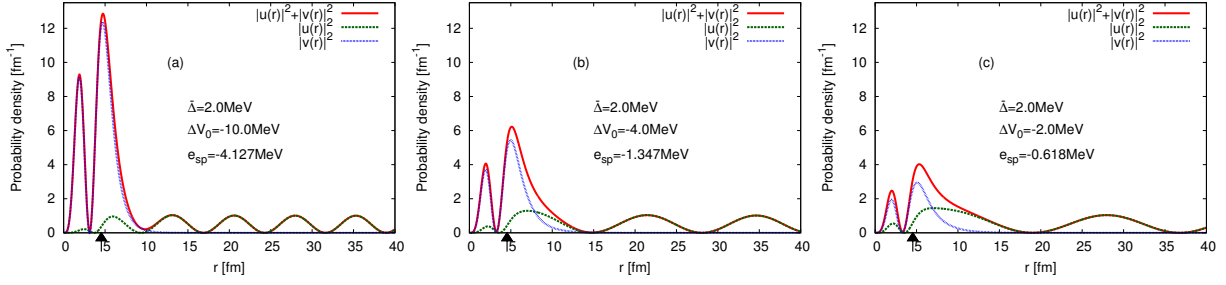 Probability density [fm⁻¹]
12
10
8
6
4
2
0
|u(r)|²+|v(r)|²
|u(r)|²
|v(r)|²
(a)
Δ̄=2.0MeV
ΔV₀=-10.0MeV
eₛₚ=-4.127MeV
0 5 10 15 20 25 30 35 40
r [fm]
Probability density [fm⁻¹]
12
10
8
6
4
2
0
|u(r)|²+|v(r)|²
|u(r)|²
|v(r)|²
(b)
Δ̄=2.0MeV
ΔV₀=-4.0MeV
eₛₚ=-1.347MeV
0 5 10 15 20 25 30 35 40
r [fm]
Probability density [fm⁻¹]
12
10
8
6
4
2
0
|u(r)|²+|v(r)|²
|u(r)|²
|v(r)|²
(c)
Δ̄=2.0MeV
ΔV₀=-2.0MeV
eₛₚ=-0.618MeV
0 5 10 15 20 25 30 35 40
r [fm]